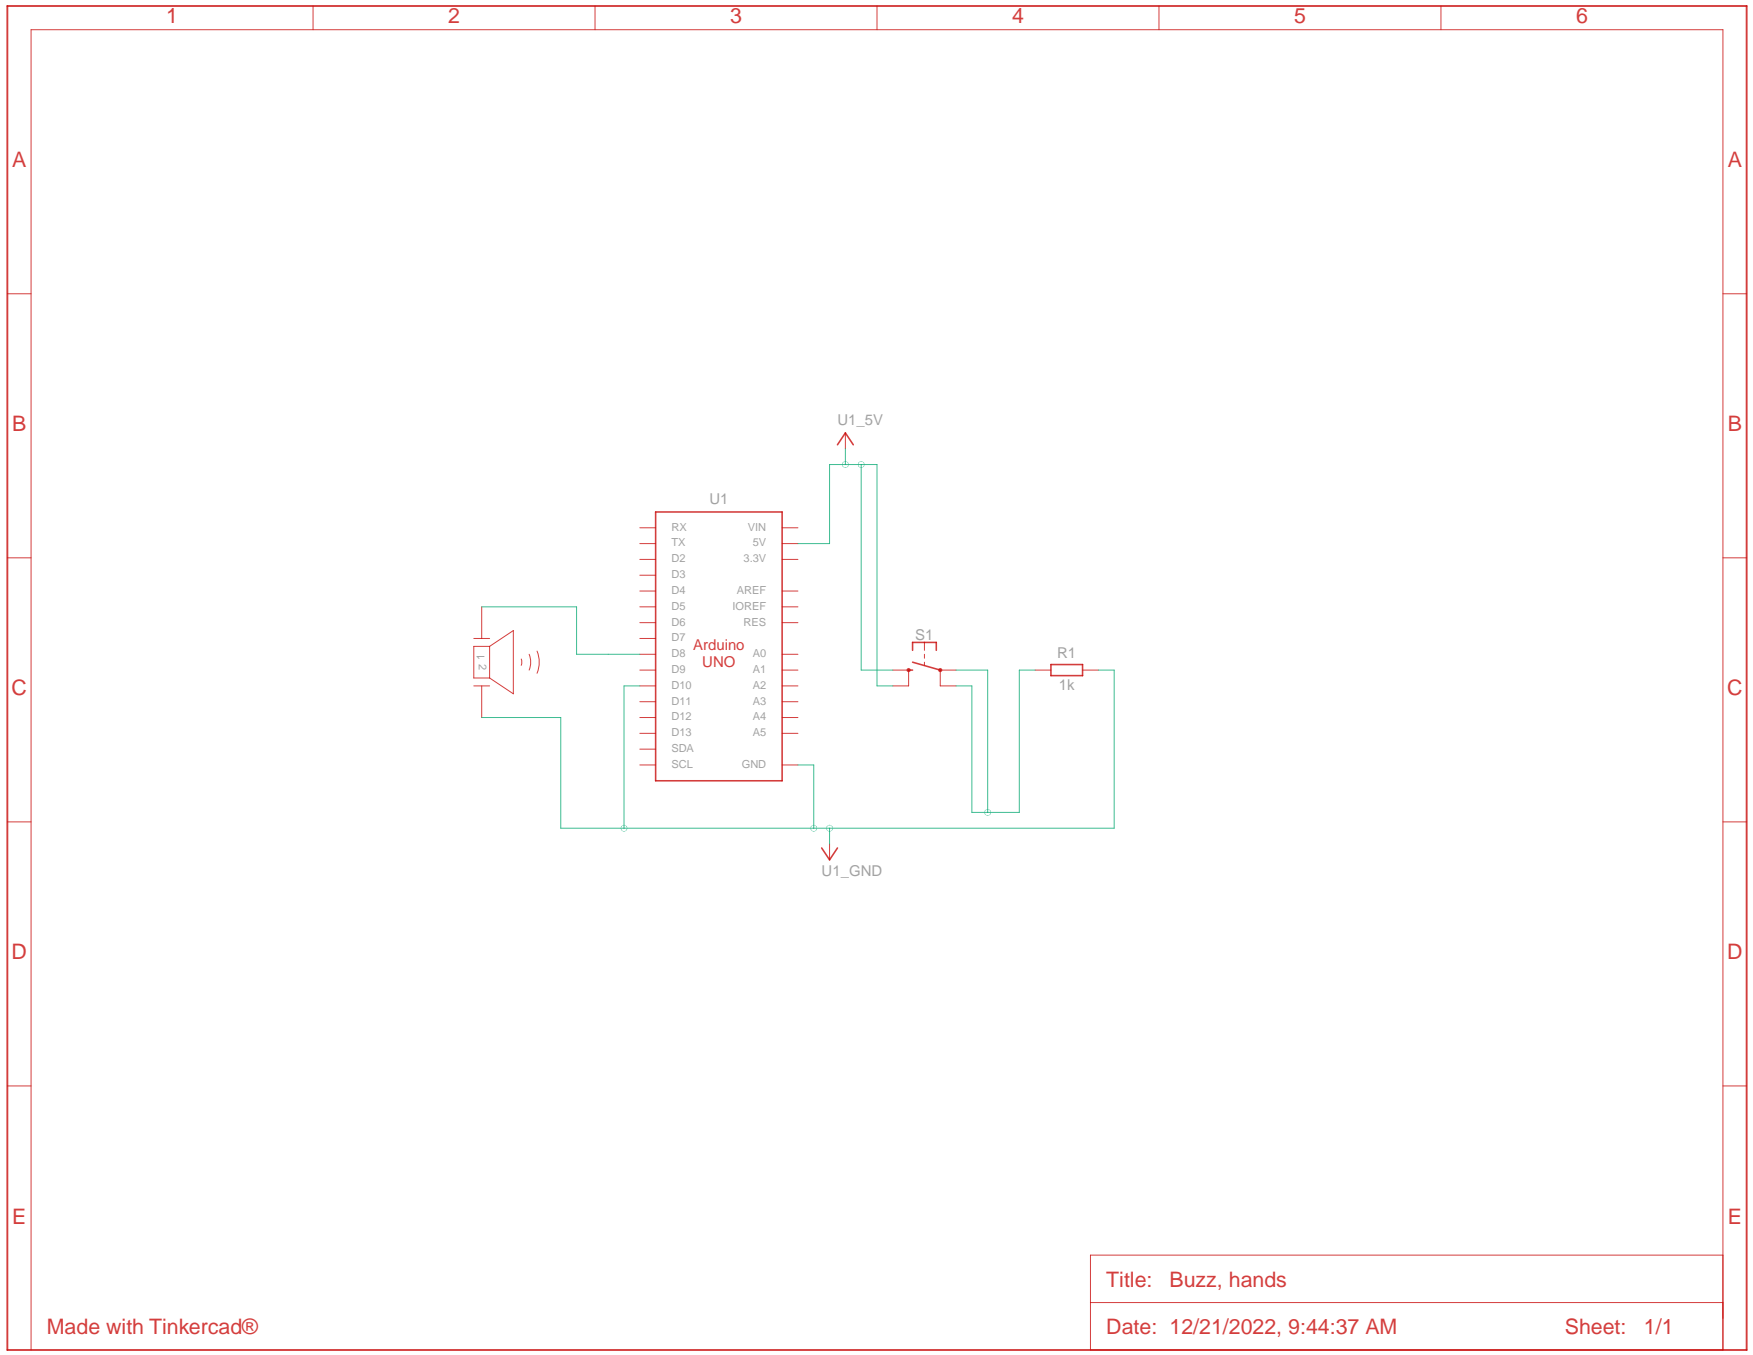 1 2 3 4 5 6
A A
B B
U1_5V
U1
RX VIN
TX 5V
D2 3.3V
D3
D4 AREF
D5 IOREF
D6 RES
D7
Arduino
UNO
D8 A0
D9 A1
D10 A2
D11 A3
D12 A4
D13 A5
SDA
SCL GND
1 2
S1
R1
1k
C C
U1_GND
D D
E E
Title: Buzz, hands
Made with Tinkercad®
Date: 12/21/2022, 9:44:37 AM Sheet: 1/1